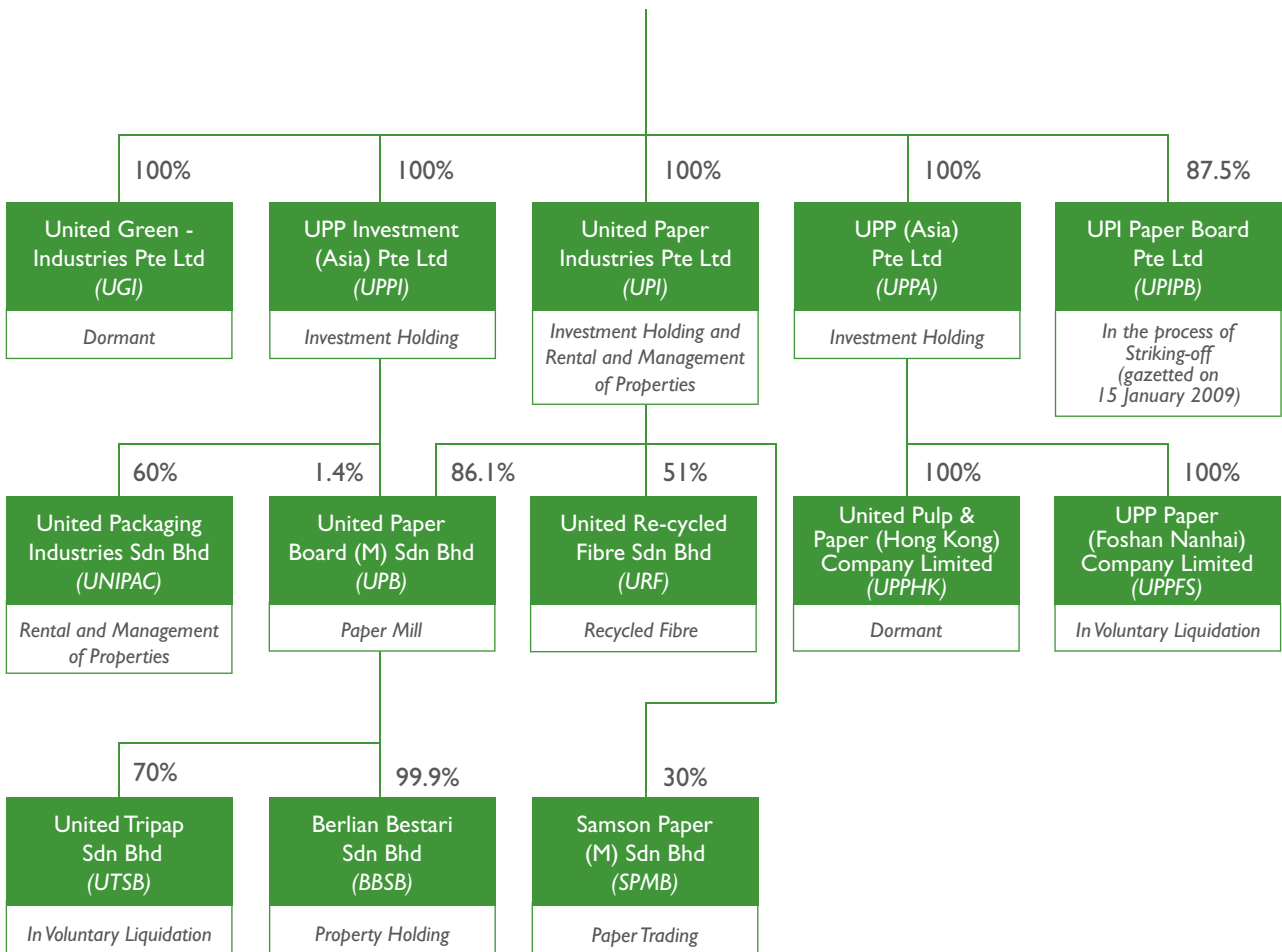 100%
100%
100%
100%
87.5%
United Green -
Industries Pte Ltd
(UGI)
Dormant
UPP Investment
(Asia) Pte Ltd
(UPPI)
Investment Holding
United Paper
Industries Pte Ltd
(UPI)
Investment Holding and
Rental and Management
of Properties
UPP (Asia)
Pte Ltd
(UPPA)
Investment Holding
UPI Paper Board
Pte Ltd
(UPIPB)
In the process of
Striking-off
(gazetted on
15 January 2009)
60%
1.4%
86.1%
51%
100%
100%
United Packaging
Industries Sdn Bhd
(UNIPAC)
Rental and Management
of Properties
United Paper
Board (M) Sdn Bhd
(UPB)
Paper Mill
United Re-cycled
Fibre Sdn Bhd
(URF)
Recycled Fibre
United Pulp &
Paper (Hong Kong)
Company Limited
(UPPHK)
Dormant
UPP Paper
(Foshan Nanhai)
Company Limited
(UPPFS)
In Voluntary Liquidation
70%
99.9%
30%
United Tripap
Sdn Bhd
(UTSB)
In Voluntary Liquidation
Berlian Bestari
Sdn Bhd
(BBSB)
Property Holding
Samson Paper
(M) Sdn Bhd
(SPMB)
Paper Trading